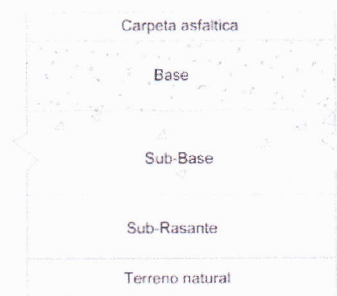 Carpeta asfaltica
Base
Sub-Base
Sub-Rasante
Terreno natural